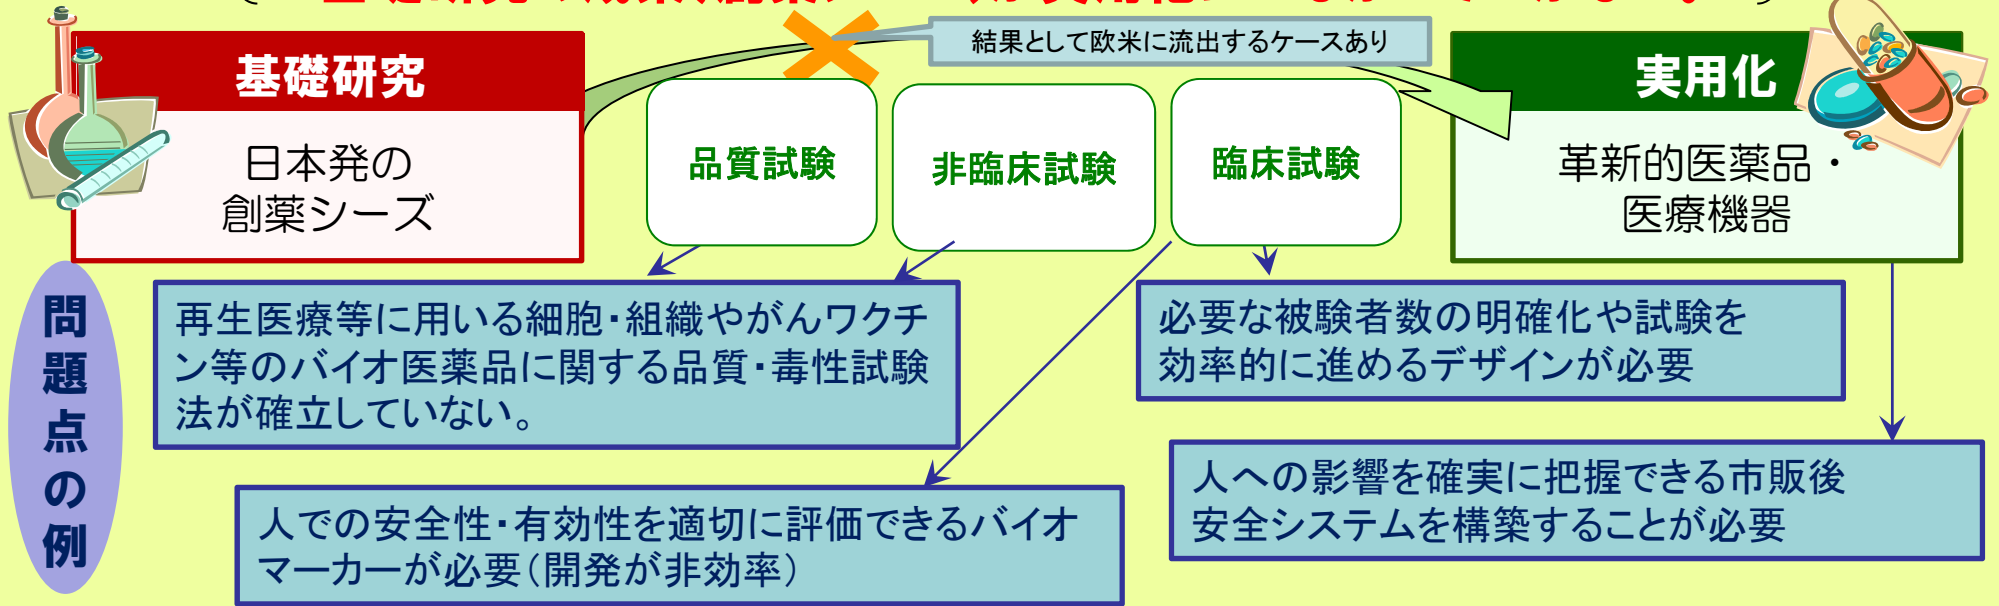 結果として欧米に流出するケースあり
基礎研究
日本発の
創薬シーズ
品質試験
非臨床試験
臨床試験
実用化
革新的医薬品・
医療機器
問題点の例
再生医療等に用いる細胞・組織やがんワクチ
ン等のバイオ医薬品に関する品質・毒性試験
法が確立していない。
必要な被験者数の明確化や試験を
効率的に進めるデザインが必要
人での安全性・有効性を適切に評価できるバイオ
マーカーが必要（開発が非効率）
人への影響を確実に把握できる市販後
安全システムを構築することが必要